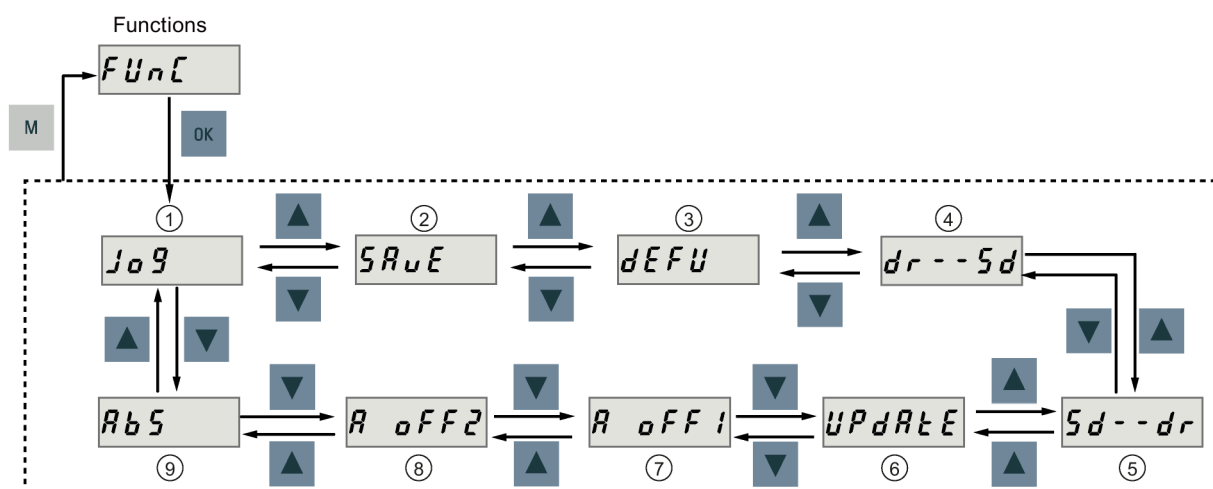 Functions
FUnC
M
OK
1 2 3 4
Jog SAvE dEFU dr--Sd
AbS A oFF2 A oFF1 UPdAtE Sd--dr
9 8 7 6 5